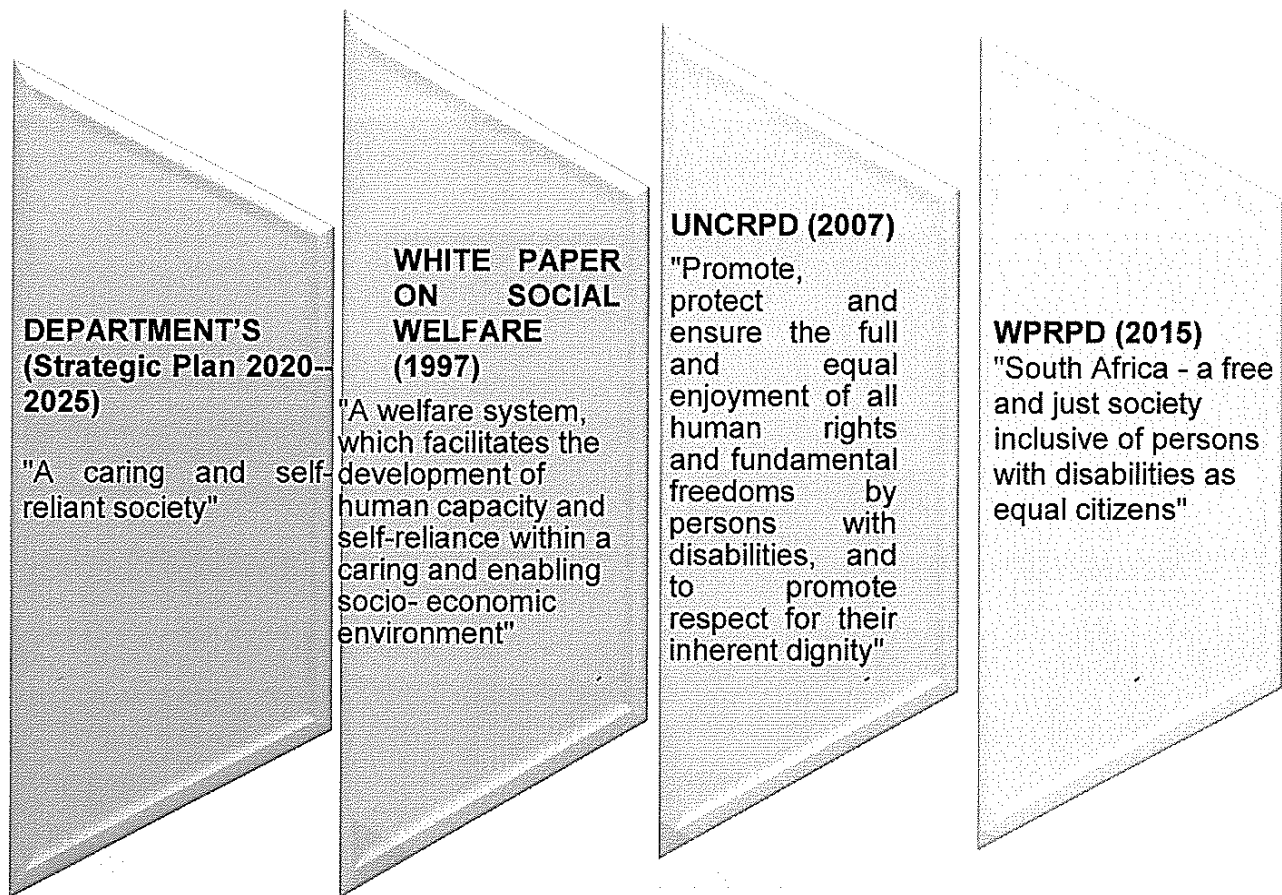 DEPARTMENT'S
(Strategic Plan 2020--
2025)
"A caring and self-
reliant society"
WHITE PAPER
ON SOCIAL
WELFARE
(1997)
"A welfare system,
which facilitates the
development of
human capacity and
self-reliance within a
caring and enabling
socio- economic
environment"
UNCRPD (2007)
"Promote,
protect and
ensure the full
and equal
enjoyment of all
human rights
and fundamental
freedoms by
persons with
disabilities, and
to promote
respect for their
inherent dignity"
WPRPD (2015)
"South Africa - a free
and just society
inclusive of persons
with disabilities as
equal citizens"